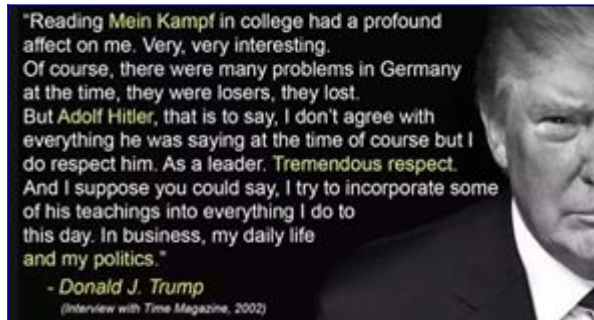 "Reading Mein Kampf in college had a profound
affect on me. Very, very interesting.
Of course, there were many problems in Germany
at the time, they were losers, they lost.
But Adolf Hitler, that is to say, I don't agree with
everything he was saying at the time of course but I
do respect him. As a leader. Tremendous respect.
And I suppose you could say, I try to incorporate some
of his teachings into everything I do to
this day. In business, my daily life
and my politics."
- Donald J. Trump
(Interview with Time Magazine, 2002)